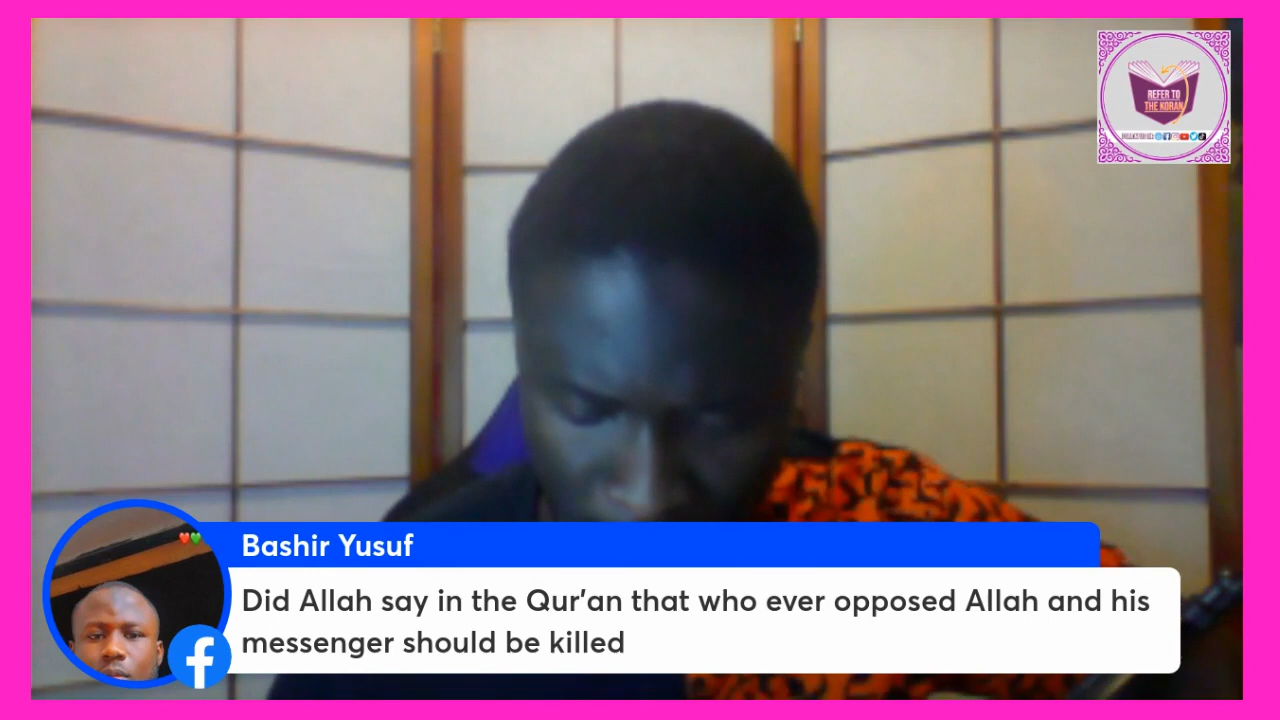 REFER TO
THE KORAN
Bashir Yusuf
Did Allah say in the Qur’an that who ever opposed Allah and his
messenger should be killed